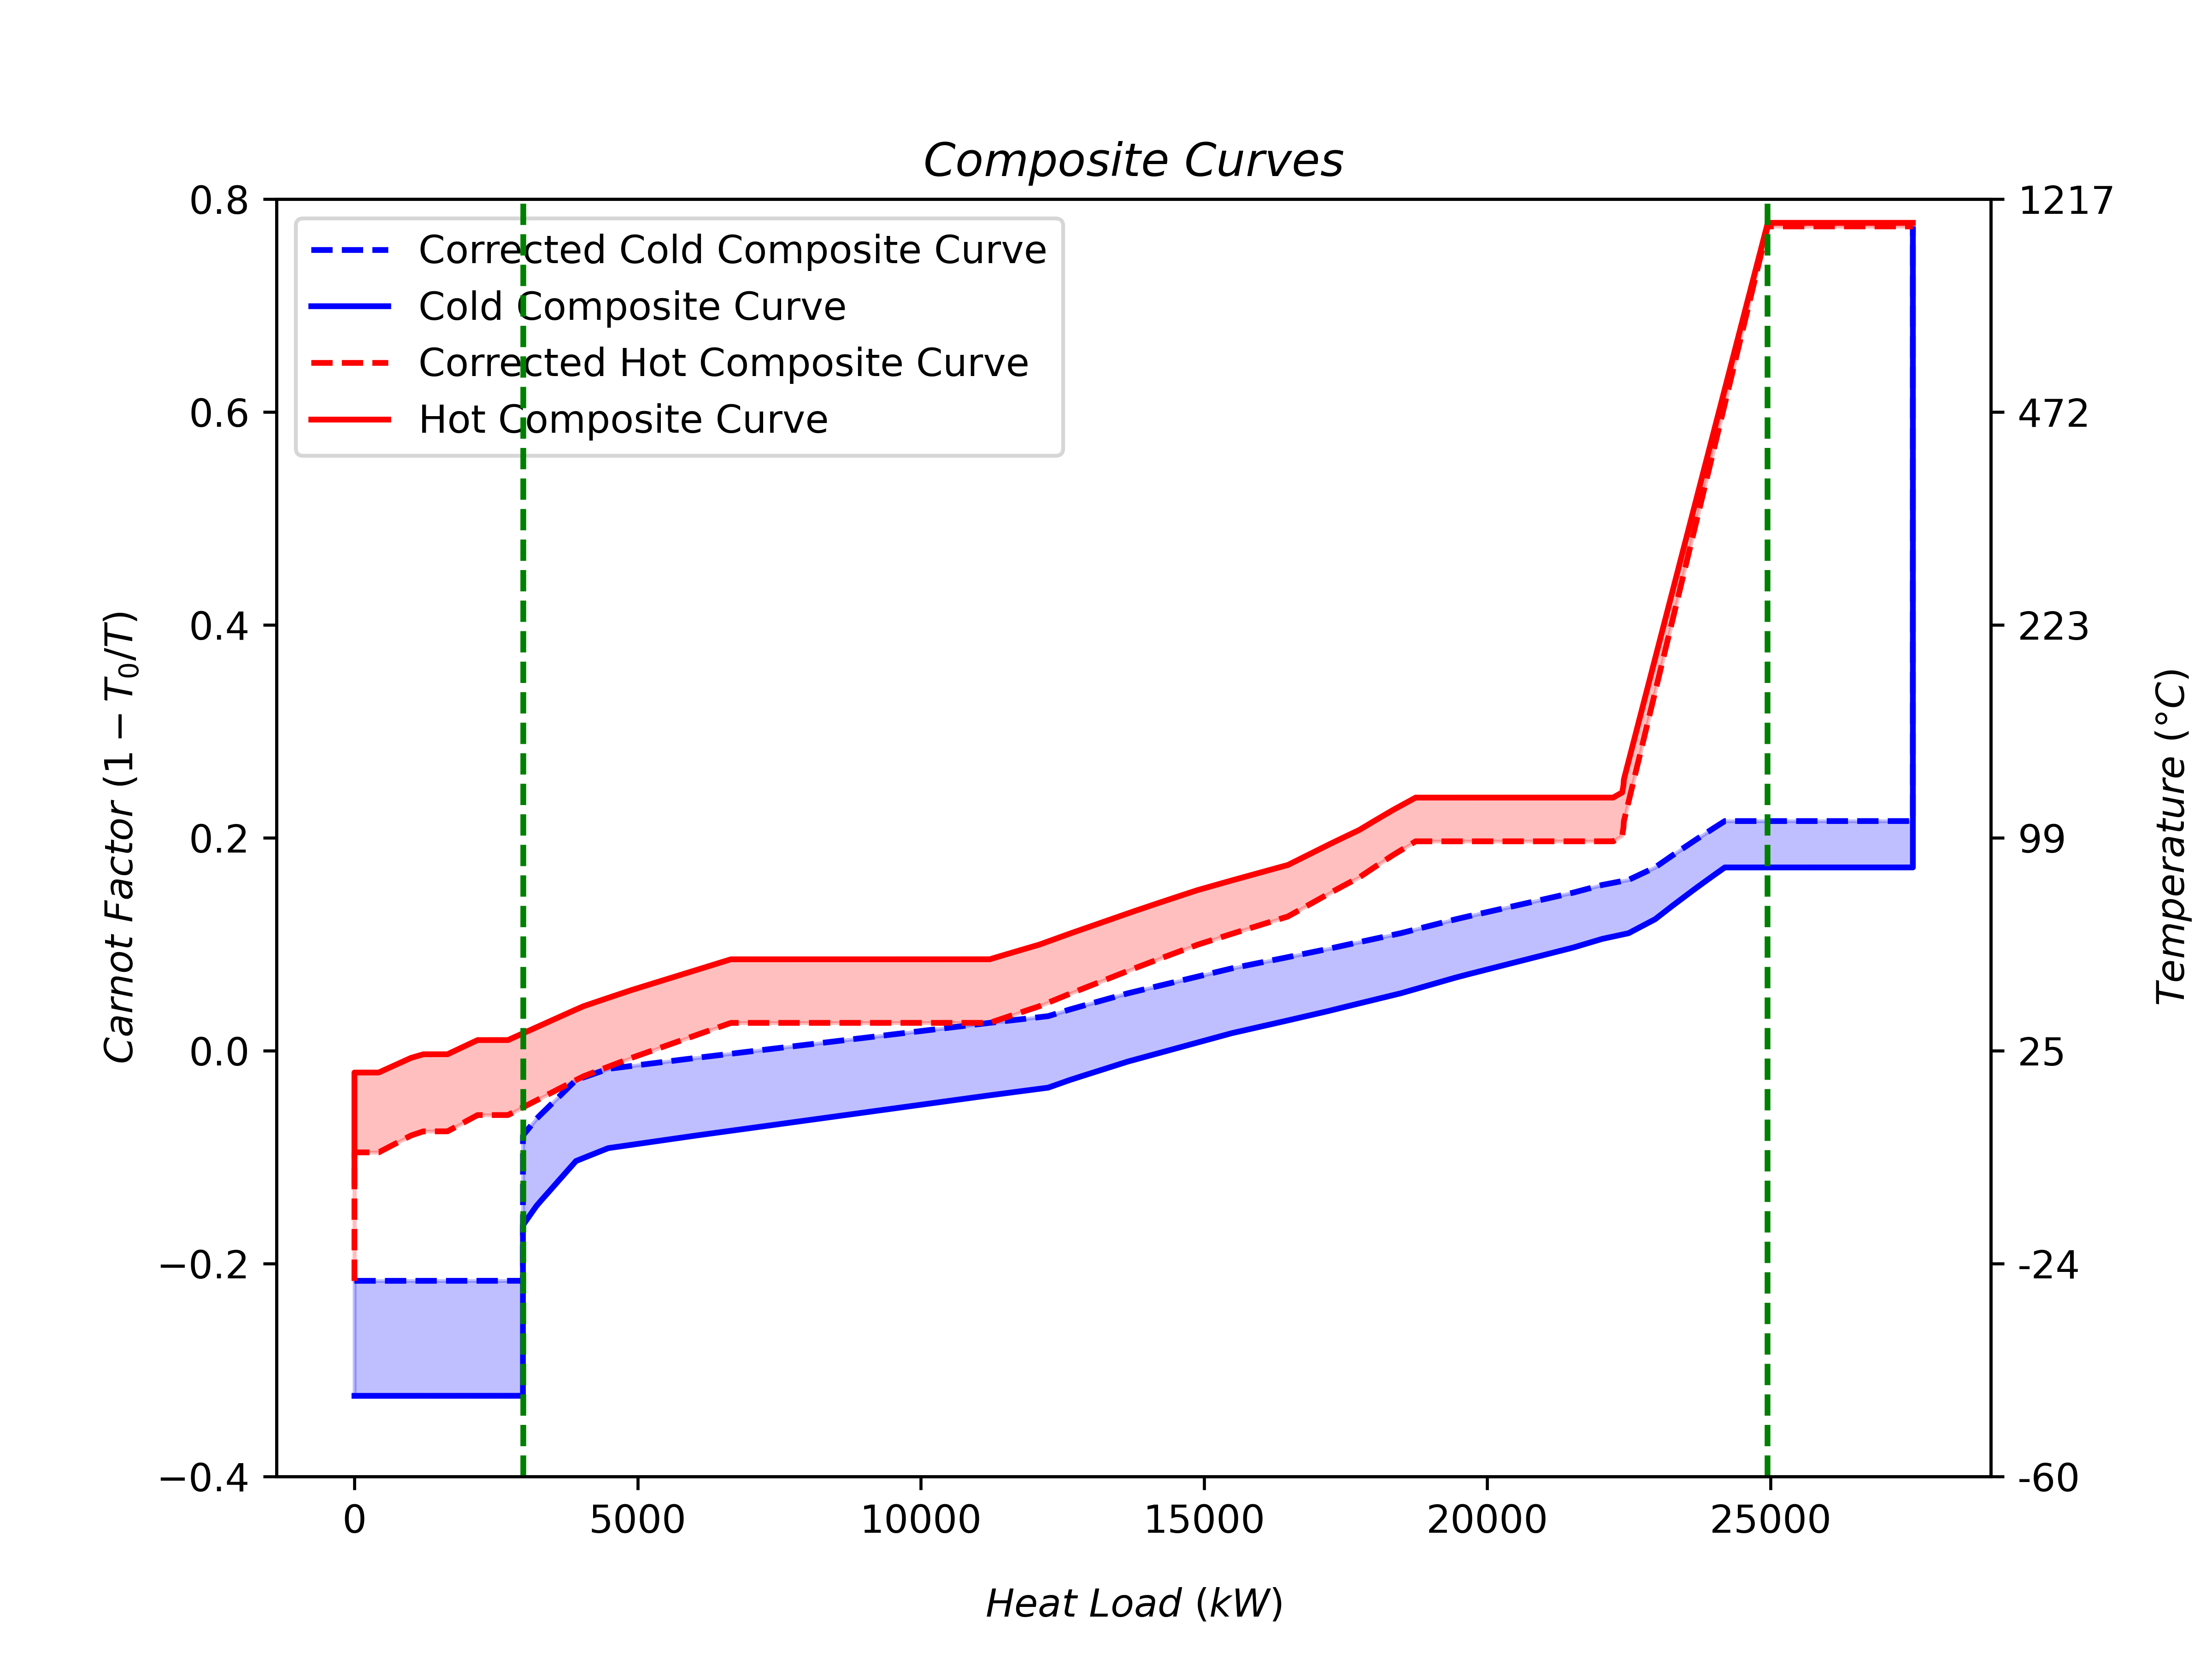 Composite Curves
Corrected Cold Composite Curve
Cold Composite Curve
Corrected Hot Composite Curve
Hot Composite Curve
0.8
0.6
0.4
0.2
0.0
−0.2
−0.4
Carnot Factor (1 − T₀/T)
1217
472
223
99
25
-24
-60
Temperature (°C)
0 5000 10000 15000 20000 25000
Heat Load (kW)